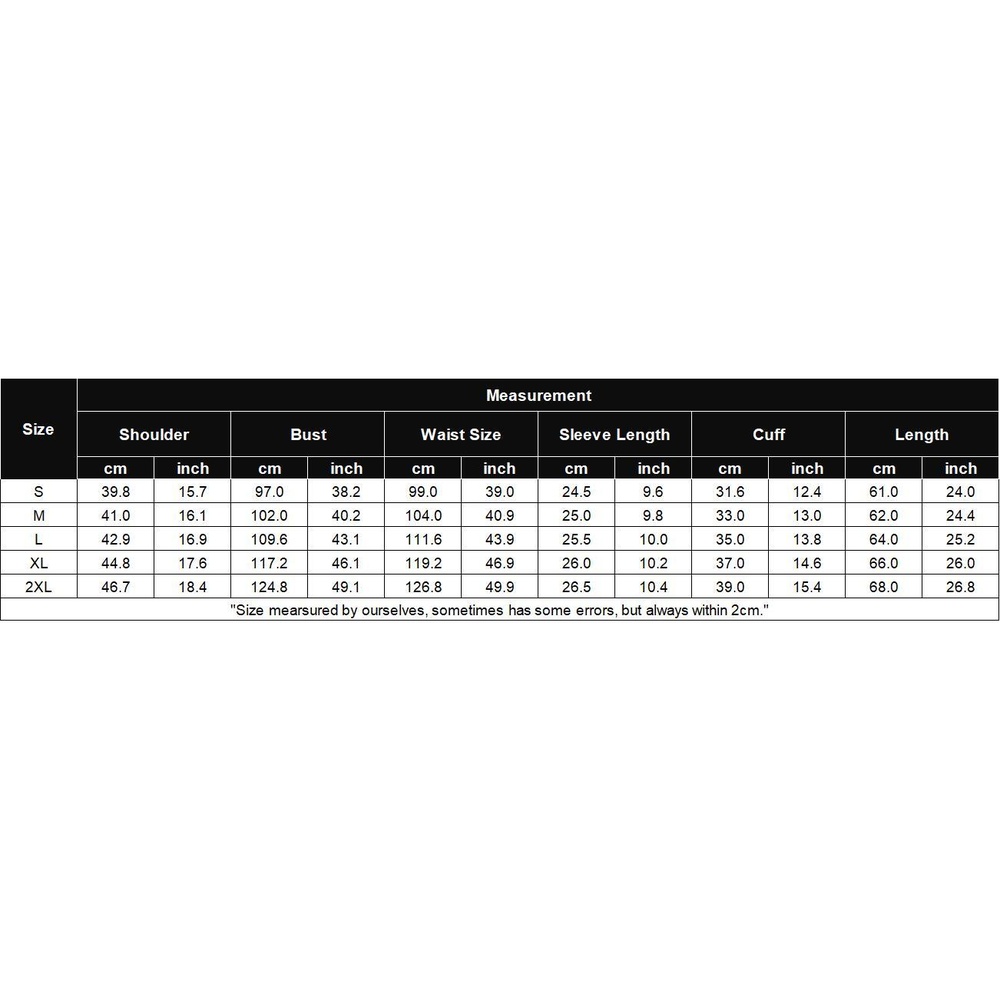 Measurement
Size
Shoulder Bust Waist Size Sleeve Length Cuff Length
cm inch cm inch cm inch cm inch cm inch cm inch
S 39.8 15.7 97.0 38.2 99.0 39.0 24.5 9.6 31.6 12.4 61.0 24.0
M 41.0 16.1 102.0 40.2 104.0 40.9 25.0 9.8 33.0 13.0 62.0 24.4
L 42.9 16.9 109.6 43.1 111.6 43.9 25.5 10.0 35.0 13.8 64.0 25.2
XL 44.8 17.6 117.2 46.1 119.2 46.9 26.0 10.2 37.0 14.6 66.0 26.0
2XL 46.7 18.4 124.8 49.1 126.8 49.9 26.5 10.4 39.0 15.4 68.0 26.8
"Size mearsured by ourselves, sometimes has some errors, but always within 2cm."